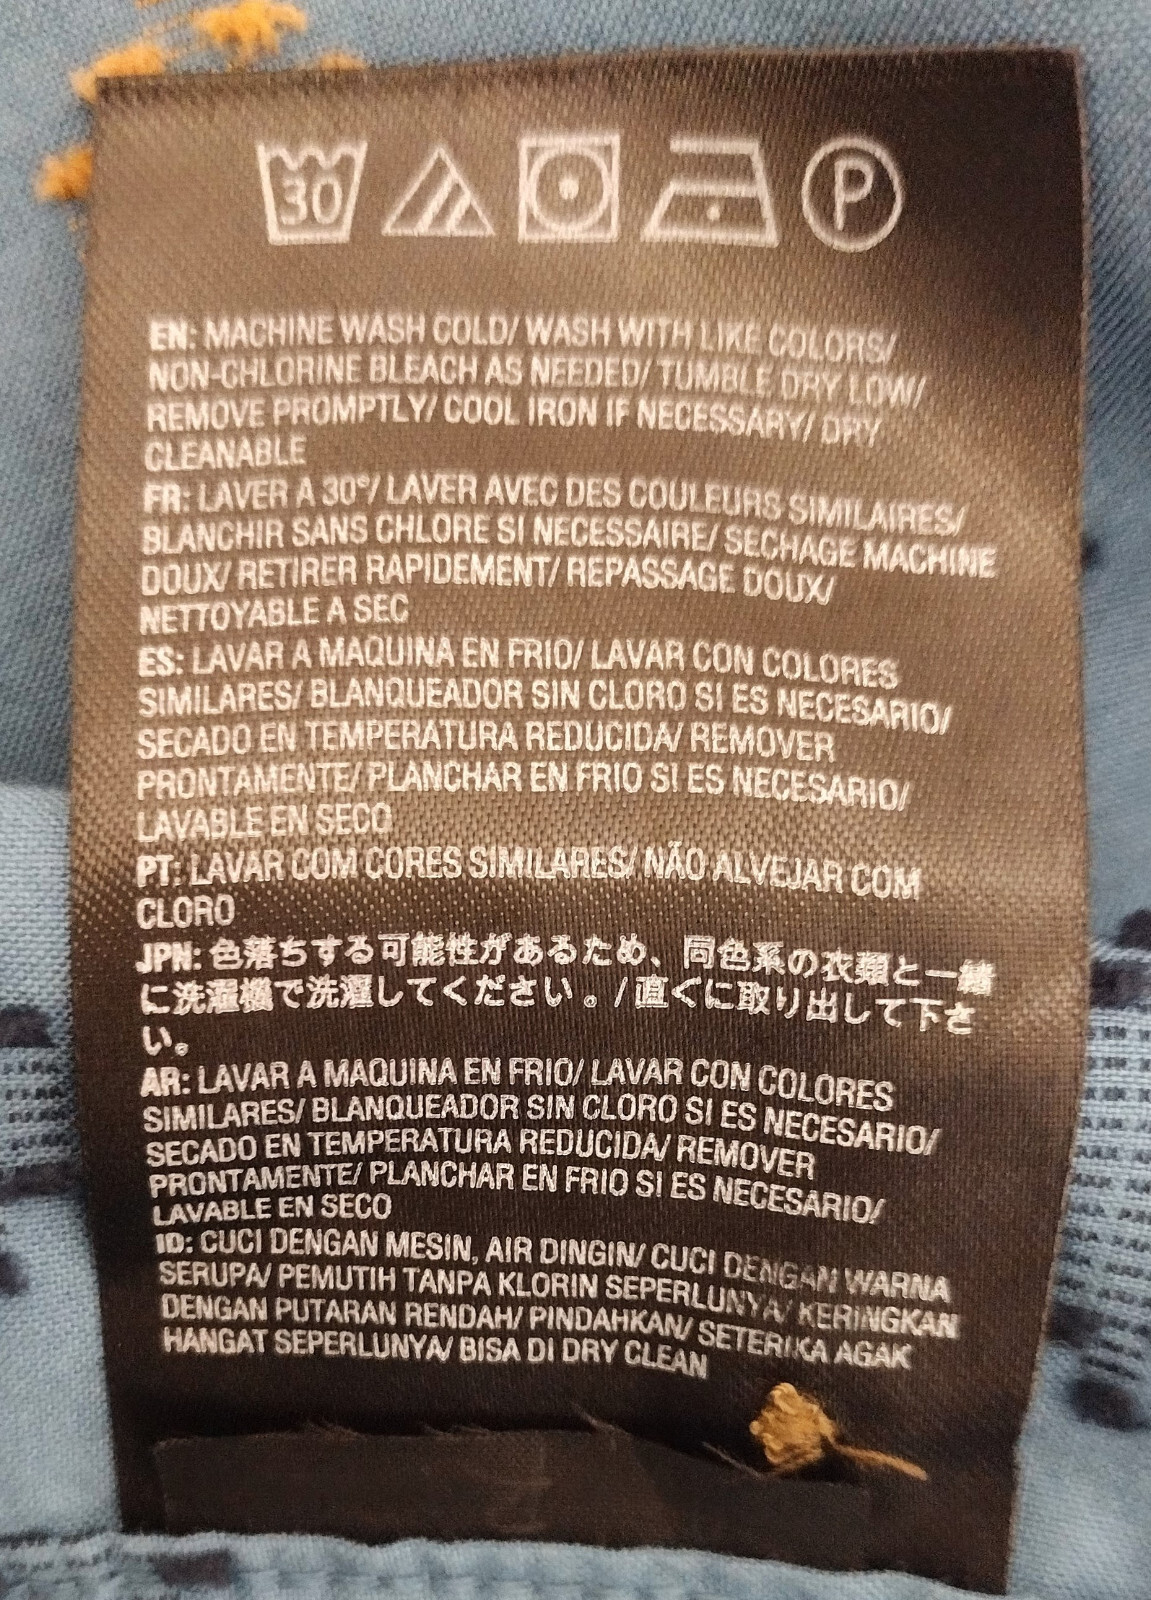 30 P
EN: MACHINE WASH COLD/ WASH WITH LIKE COLORS/
NON-CHLORINE BLEACH AS NEEDED/ TUMBLE DRY LOW/
REMOVE PROMPTLY/ COOL IRON IF NECESSARY/ DRY
CLEANABLE
FR: LAVER A 30°/ LAVER AVEC DES COULEURS SIMILAIRES/
BLANCHIR SANS CHLORE SI NECESSAIRE/ SECHAGE MACHINE
DOUX/ RETIRER RAPIDEMENT/ REPASSAGE DOUX/
NETTOYABLE A SEC
ES: LAVAR A MAQUINA EN FRIO/ LAVAR CON COLORES
SIMILARES/ BLANQUEADOR SIN CLORO SI ES NECESARIO/
SECADO EN TEMPERATURA REDUCIDA/ REMOVER
PRONTAMENTE/ PLANCHAR EN FRIO SI ES NECESARIO/
LAVABLE EN SECO
PT: LAVAR COM CORES SIMILARES/ NÃO ALVEJAR COM
CLORO
JPN: 色落ちする可能性があるため、同色系の衣類と一緒
に洗濯機で洗濯してください。/ 直ぐに取り出して下さ
い。
AR: LAVAR A MAQUINA EN FRIO/ LAVAR CON COLORES
SIMILARES/ BLANQUEADOR SIN CLORO SI ES NECESARIO/
SECADO EN TEMPERATURA REDUCIDA/ REMOVER
PRONTAMENTE/ PLANCHAR EN FRIO SI ES NECESARIO/
LAVABLE EN SECO
ID: CUCI DENGAN MESIN, AIR DINGIN/ CUCI DENGAN WARNA
SERUPA/ PEMUTIH TANPA KLORIN SEPERLUNYA/ KERINGKAN
DENGAN PUTARAN RENDAH/ PINDAHKAN/ SETERIKA AGAK
HANGAT SEPERLUNYA/ BISA DI DRY CLEAN